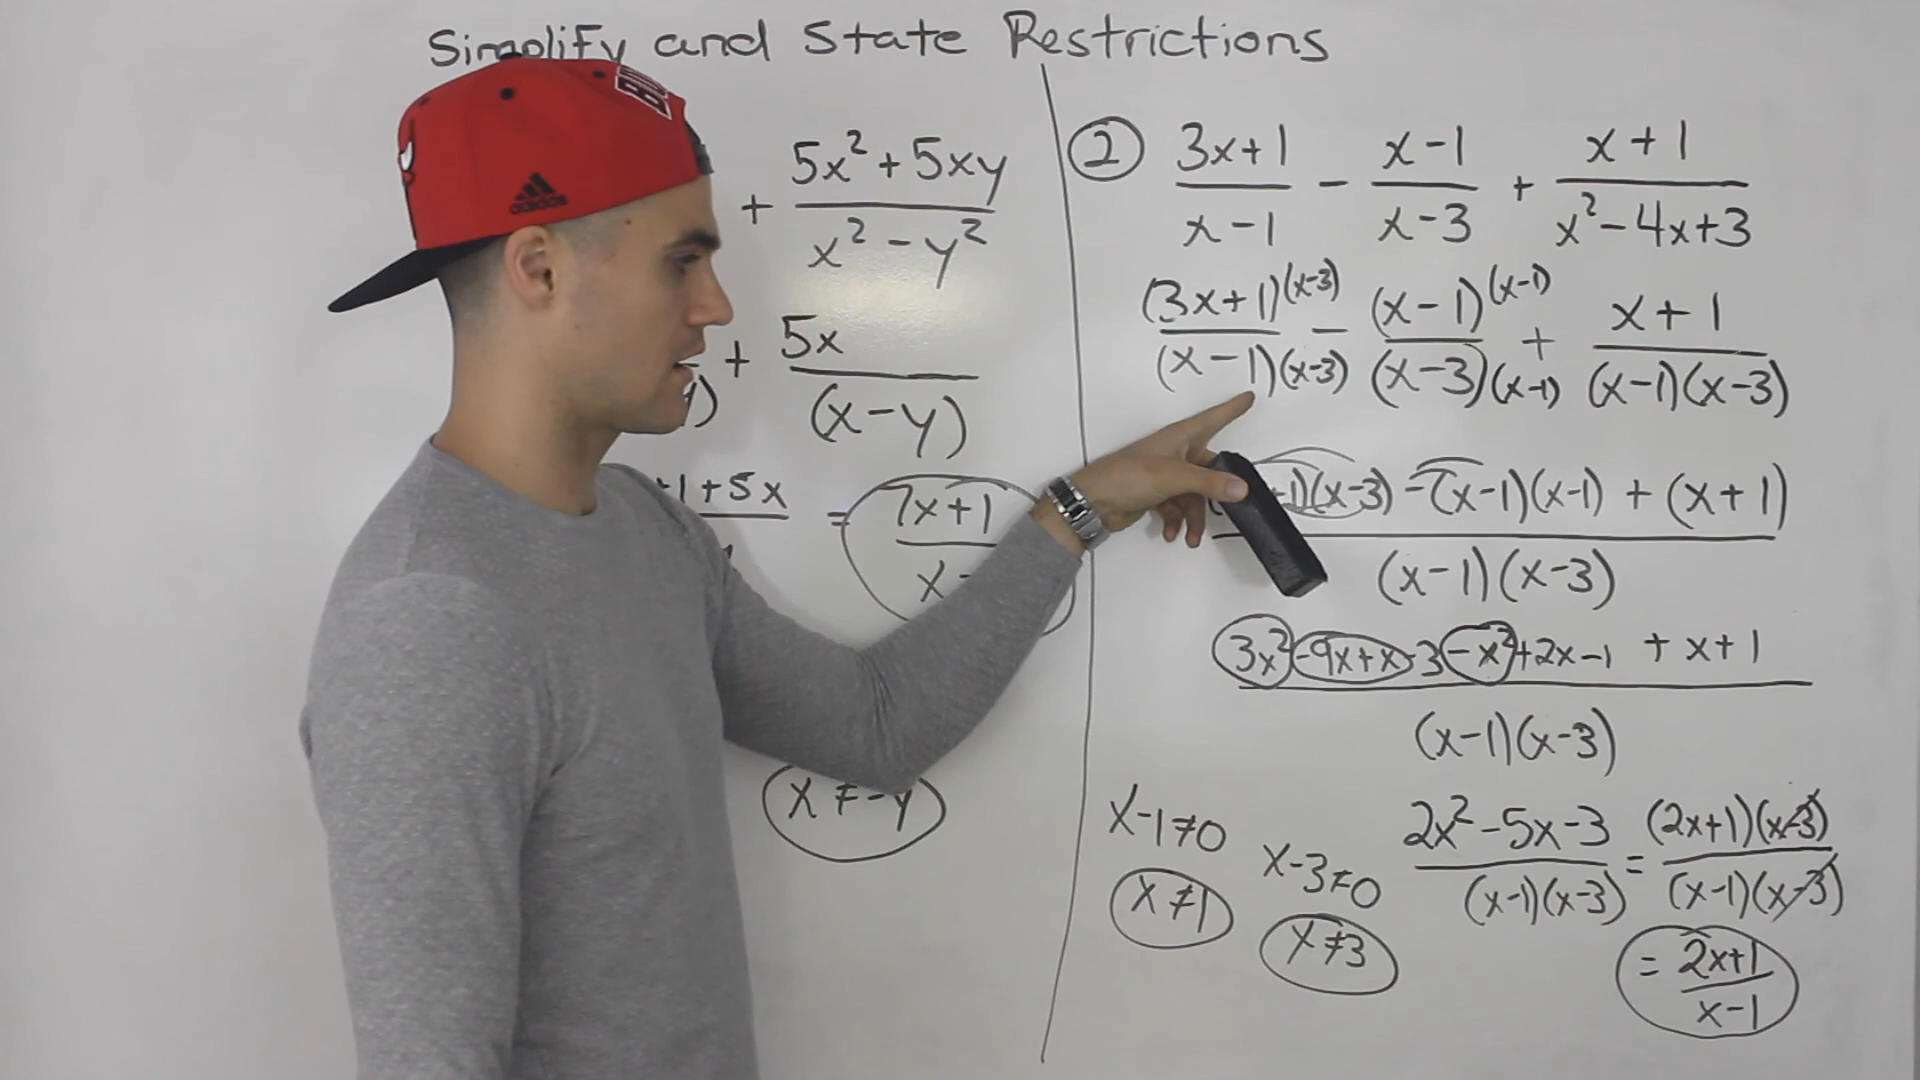 Simplify and State Restrictions
+ (5x² + 5xy)/(x² - y²)
+ 5x/(x-y)
+1+5x = 7x+1
x ≠ -y
adidas
② (3x+1)/(x-1) - (x-1)/(x-3) + (x+1)/(x²-4x+3)
(3x+1)(x-3)/(x-1)(x-3) - (x-1)(x-1)/(x-3)(x-1) + (x+1)/(x-1)(x-3)
+1)(x-3) - (x-1)(x-1) + (x+1)
(x-1)(x-3)
3x² -9x+x -3 -x² +2x-1 + x+1
(x-1)(x-3)
x-1≠0
x≠1
x-3≠0
x≠3
(2x²-5x-3)/(x-1)(x-3) = (2x+1)(x-3)/(x-1)(x-3)
= (2x+1)/(x-1)